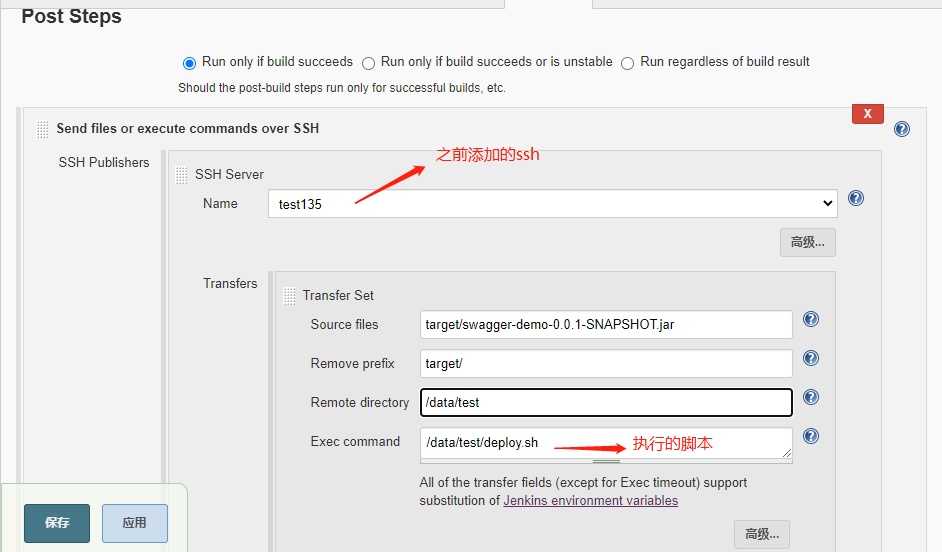 Post Steps
Run only if build succeeds Run only if build succeeds or is unstable Run regardless of build result
Should the post-build steps run only for successful builds, etc.
X
Send files or execute commands over SSH
?
SSH Publishers
之前添加的ssh
SSH Server
Name test135 ?
高级...
Transfers
Transfer Set
Source files target/swagger-demo-0.0.1-SNAPSHOT.jar ?
Remove prefix target/ ?
Remote directory /data/test ?
Exec command /data/test/deploy.sh 执行的脚本 ?
All of the transfer fields (except for Exec timeout) support
substitution of Jenkins environment variables
保存 应用
高级...